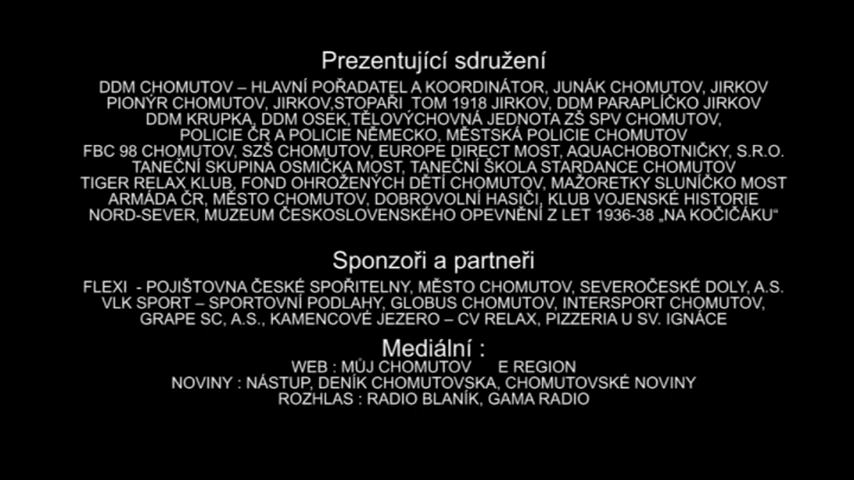 Prezentující sdružení
DDM CHOMUTOV – HLAVNÍ POŘADATEL A KOORDINÁTOR, JUNÁK CHOMUTOV, JIRKOV
PIONÝR CHOMUTOV, JIRKOV,STOPAŘI  TOM 1918 JIRKOV, DDM PARAPLÍČKO JIRKOV
DDM KRUPKA, DDM OSEK,TĚLOVÝCHOVNÁ JEDNOTA ZŠ SPV CHOMUTOV,
POLICIE ČR A POLICIE NĚMECKO, MĚSTSKÁ POLICIE CHOMUTOV
FBC 98 CHOMUTOV, SZŠ CHOMUTOV, EUROPE DIRECT MOST, AQUACHOBOTNIČKY, S.R.O.
TANEČNÍ SKUPINA OSMIČKA MOST, TANEČNÍ ŠKOLA STARDANCE CHOMUTOV
TIGER RELAX KLUB, FOND OHROŽENÝCH DĚTÍ CHOMUTOV, MAŽORETKY SLUNÍČKO MOST
ARMÁDA ČR, MĚSTO CHOMUTOV, DOBROVOLNÍ HASIČI, KLUB VOJENSKÉ HISTORIE
NORD-SEVER, MUZEUM ČESKOSLOVENSKÉHO OPEVNĚNÍ Z LET 1936-38 „NA KOČIČÁKU“
Sponzoři a partneři
FLEXI  - POJIŠTOVNA ČESKÉ SPOŘITELNY, MĚSTO CHOMUTOV, SEVEROČESKÉ DOLY, A.S.
VLK SPORT – SPORTOVNÍ PODLAHY, GLOBUS CHOMUTOV, INTERSPORT CHOMUTOV,
GRAPE SC, A.S., KAMENCOVÉ JEZERO – CV RELAX, PIZZERIA U SV. IGNÁCE
Mediální :
WEB : MŮJ CHOMUTOV      E REGION
NOVINY : NÁSTUP, DENÍK CHOMUTOVSKA, CHOMUTOVSKÉ NOVINY
ROZHLAS : RADIO BLANÍK, GAMA RADIO